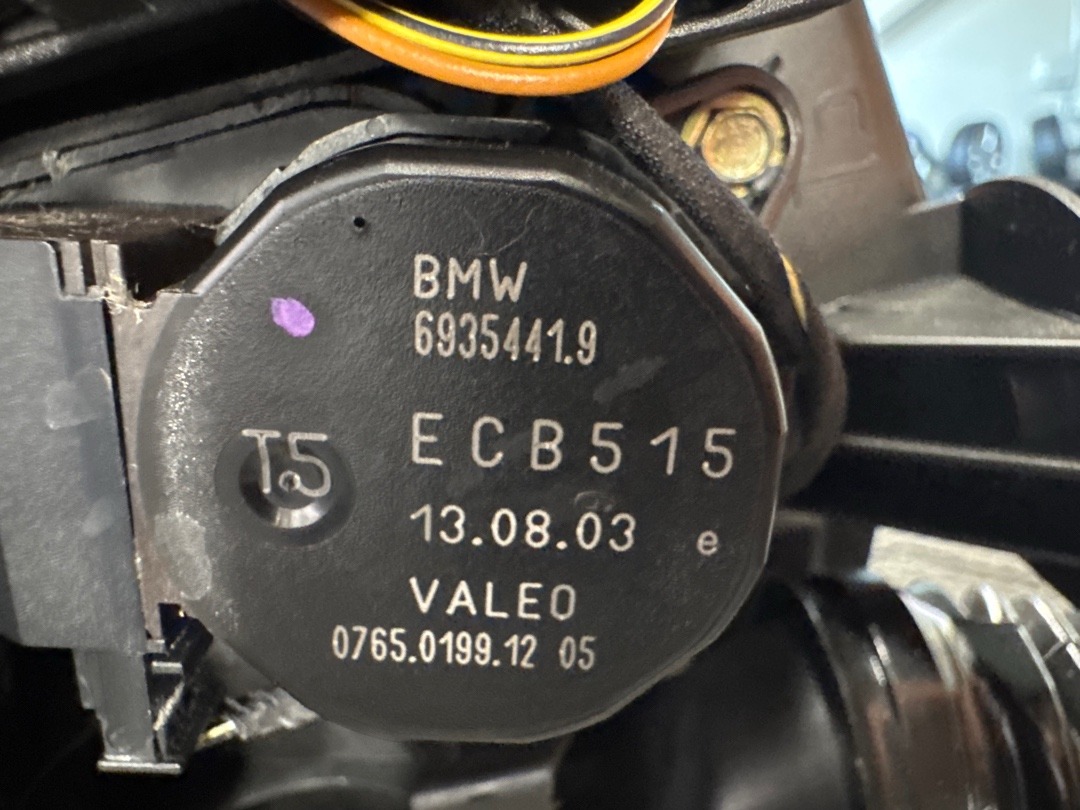 BMW
6935441.9
T5
ECB515
13.08.03 e
VALEO
0765.0199.12 05